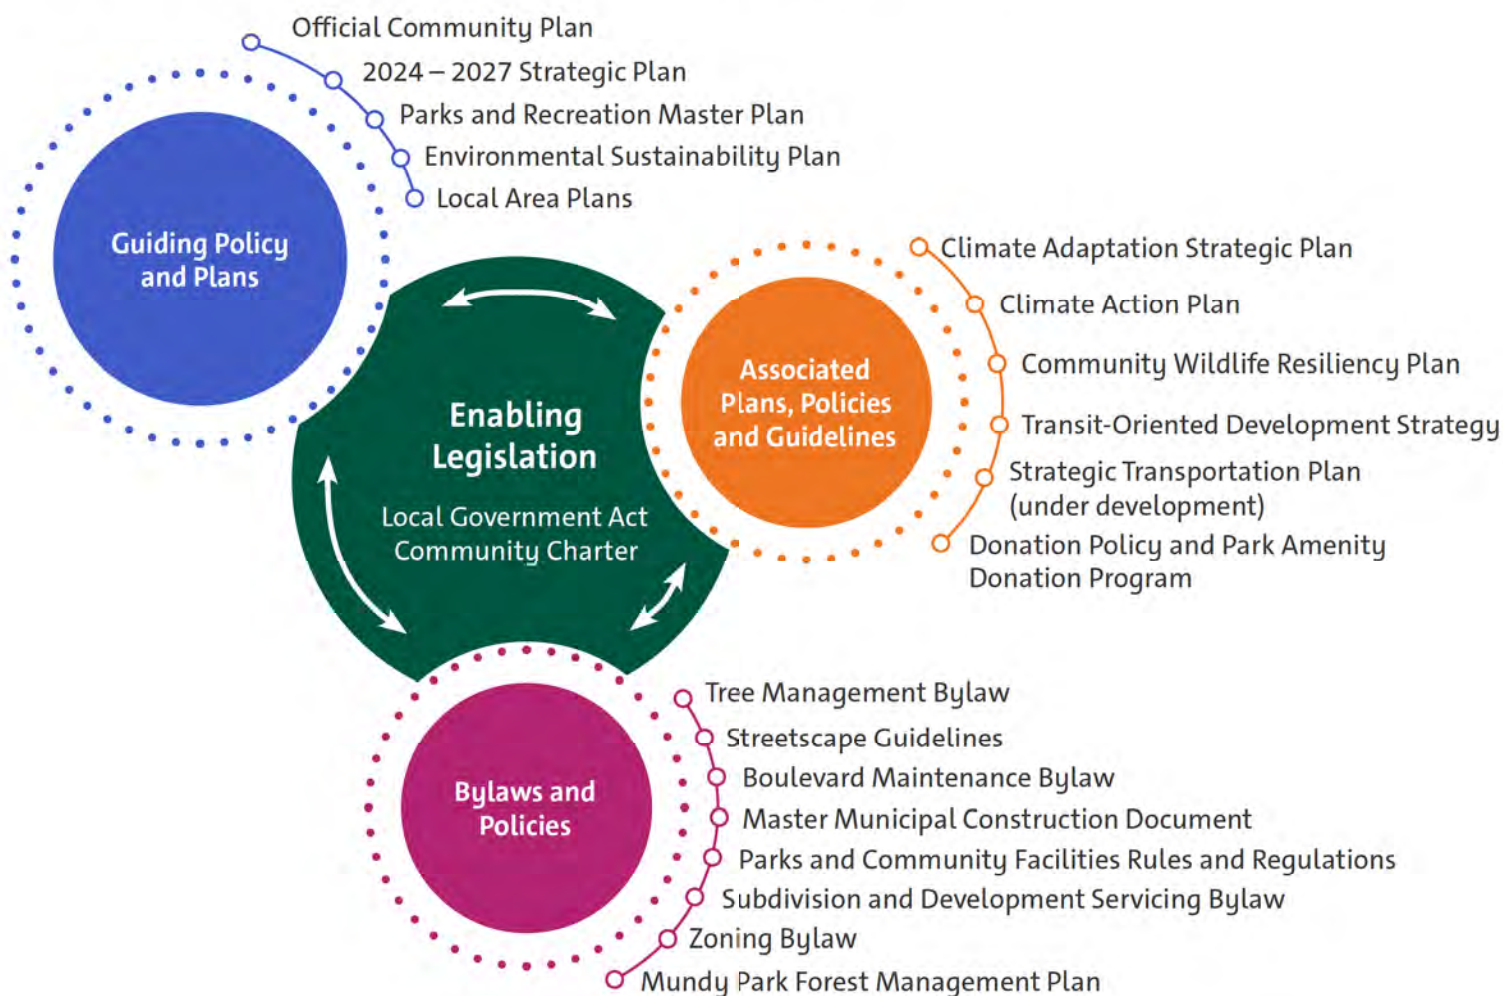 Official Community Plan
2024 – 2027 Strategic Plan
Parks and Recreation Master Plan
Environmental Sustainability Plan
Local Area Plans
Guiding Policy
and Plans
Enabling
Legislation
Local Government Act
Community Charter
Associated
Plans, Policies
and Guidelines
Climate Adaptation Strategic Plan
Climate Action Plan
Community Wildlife Resiliency Plan
Transit-Oriented Development Strategy
Strategic Transportation Plan
(under development)
Donation Policy and Park Amenity
Donation Program
Bylaws and
Policies
Tree Management Bylaw
Streetscape Guidelines
Boulevard Maintenance Bylaw
Master Municipal Construction Document
Parks and Community Facilities Rules and Regulations
Subdivision and Development Servicing Bylaw
Zoning Bylaw
Mundy Park Forest Management Plan